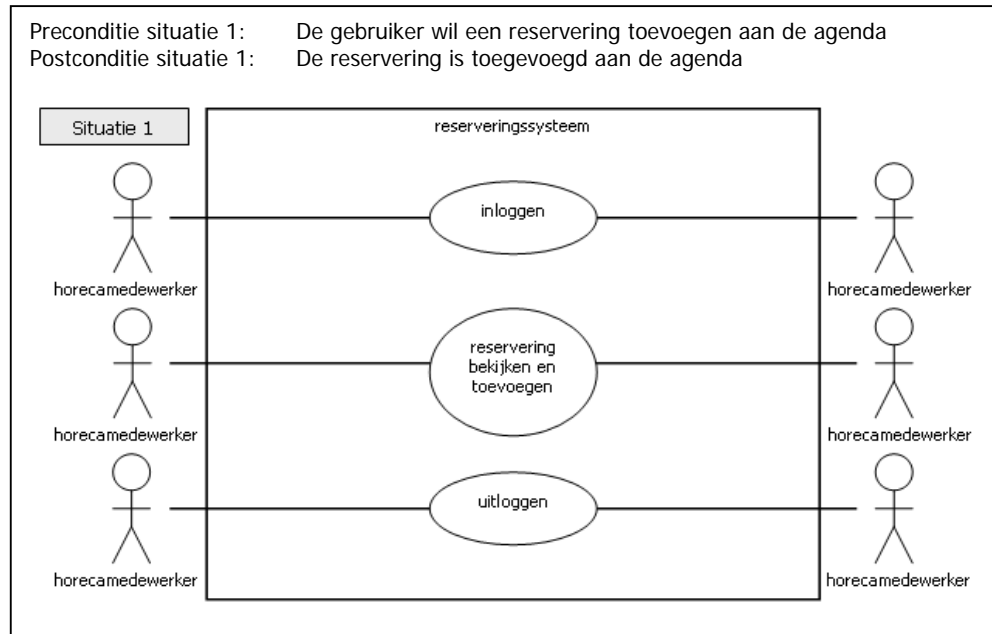 Preconditie situatie 1: De gebruiker wil een reservering toevoegen aan de agenda
Postconditie situatie 1: De reservering is toegevoegd aan de agenda
Situatie 1
reserveringssysteem
inloggen
horecamedewerker
horecamedewerker
reservering
bekijken en
toevoegen
horecamedewerker
horecamedewerker
uitloggen
horecamedewerker
horecamedewerker